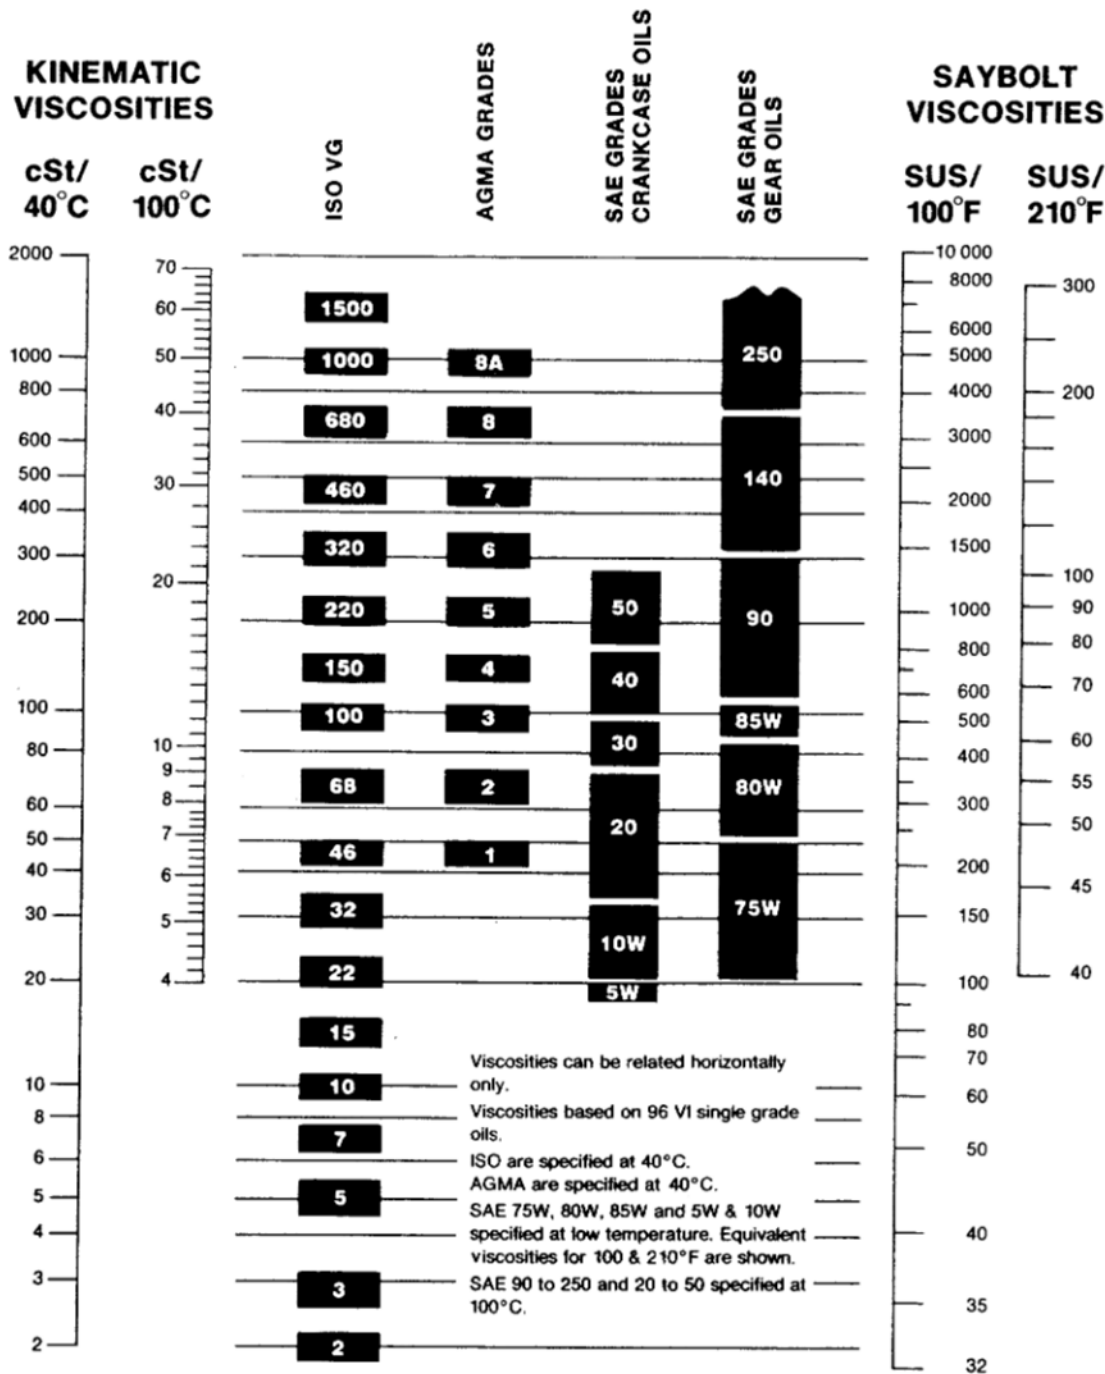 KINEMATIC
VISCOSITIES
cSt/
40°C
cSt/
100°C
ISO VG
AGMA GRADES
SAE GRADES
CRANKCASE OILS
SAE GRADES
GEAR OILS
SAYBOLT
VISCOSITIES
SUS/
100°F
SUS/
210°F
2000
1000
800
600
500
400
300
200
100
80
60
50
40
30
20
10
8
6
5
4
3
2
70
60
50
40
30
20
10
9
8
7
6
5
4
1500
1000
680
460
320
220
150
100
68
46
32
22
15
10
7
5
3
2
8A
8
7
6
5
4
3
2
1
50
40
30
20
10W
5W
250
140
90
85W
80W
75W
10 000
8000
6000
5000
4000
3000
2000
1500
1000
800
600
500
400
300
200
150
100
80
70
60
50
40
35
32
300
200
100
90
80
70
60
55
50
45
40
Viscosities can be related horizontally
only.
Viscosities based on 96 VI single grade
oils.
ISO are specified at 40°C.
AGMA are specified at 40°C.
SAE 75W, 80W, 85W and 5W & 10W
specified at low temperature. Equivalent
viscosities for 100 & 210°F are shown.
SAE 90 to 250 and 20 to 50 specified at
100°C.